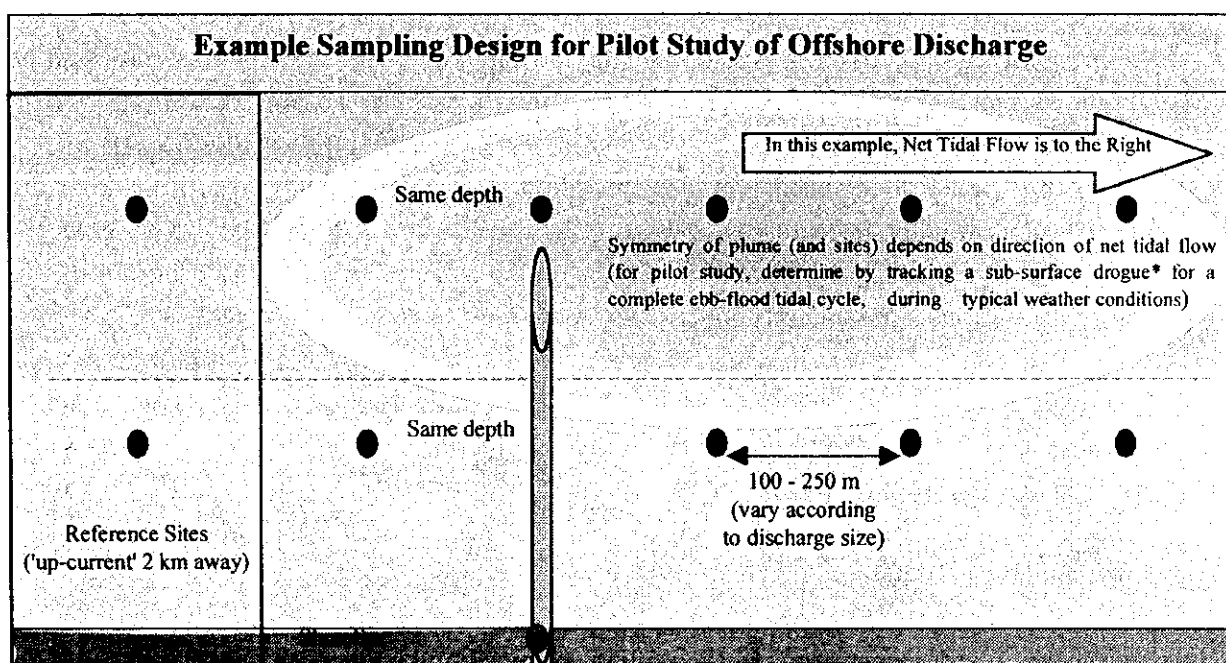 Example Sampling Design for Pilot Study of Offshore Discharge
In this example, Net Tidal Flow is to the Right
Same depth
Symmetry of plume (and sites) depends on direction of net tidal flow
(for pilot study, determine by tracking a sub-surface drogue* for a
complete ebb-flood tidal cycle, during typical weather conditions)
Same depth
100 - 250 m
(vary according
to discharge size)
Reference Sites
('up-current' 2 km away)